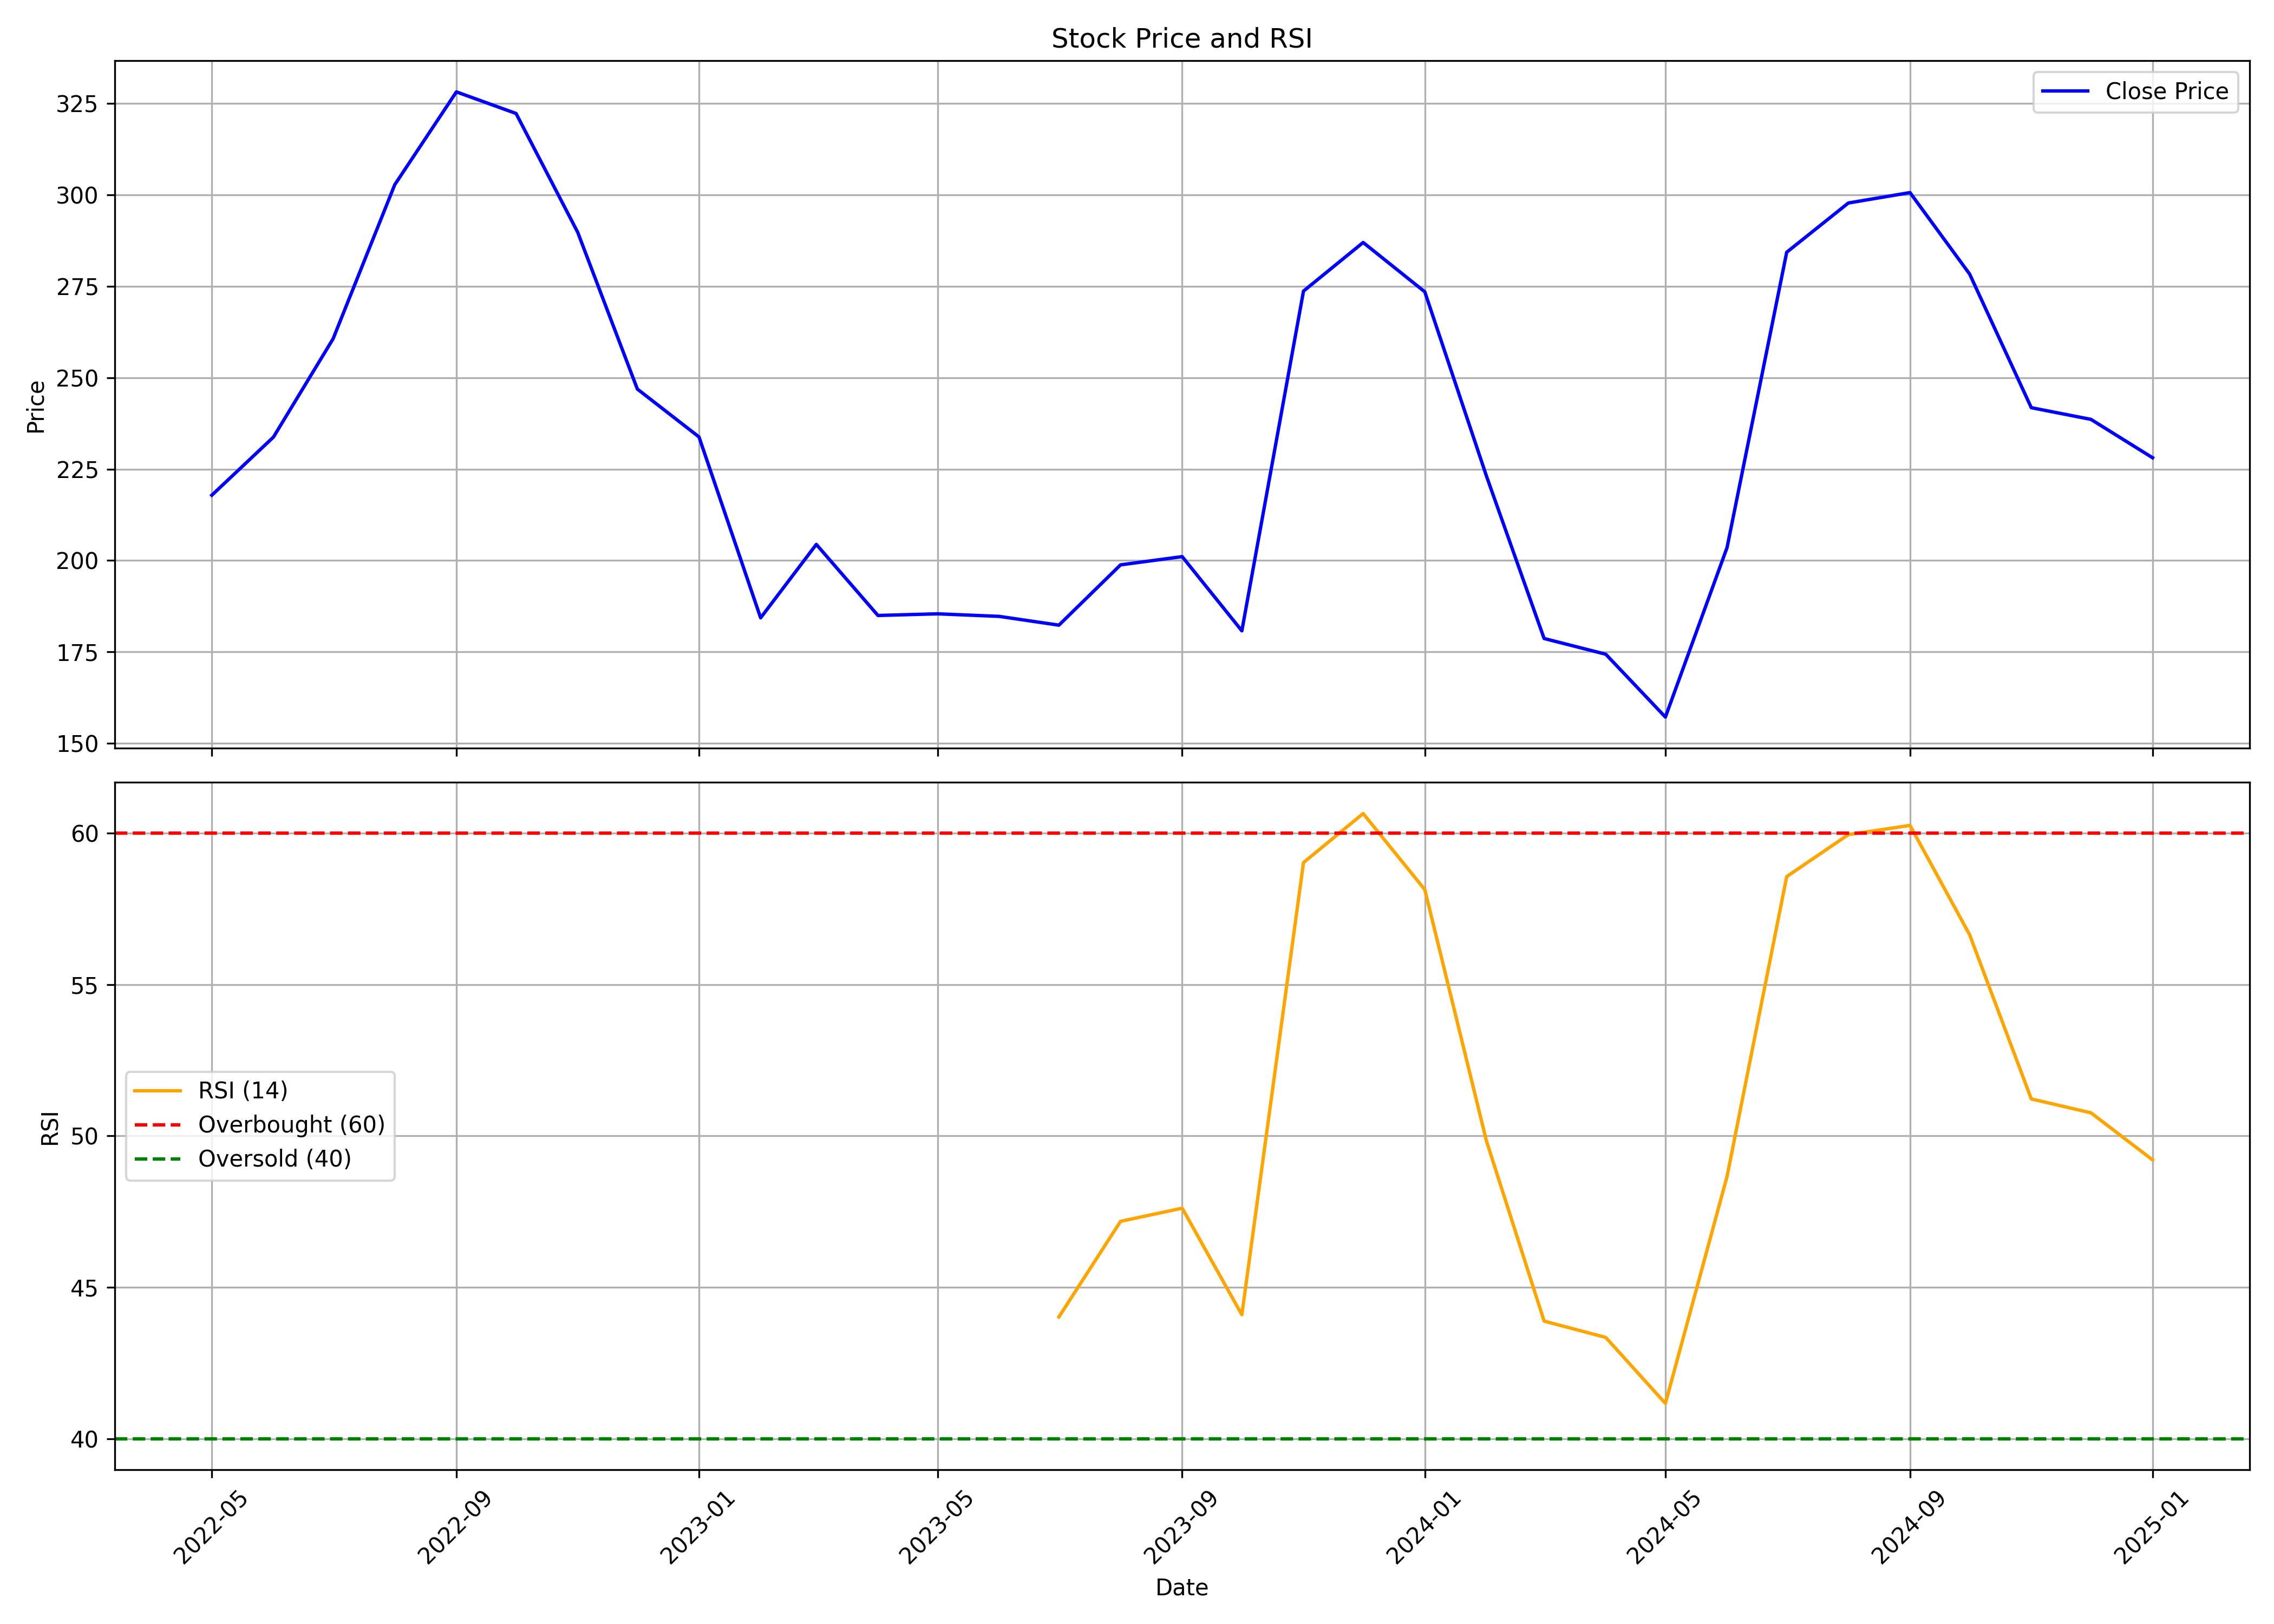 Stock Price and RSI
Close Price
Price
325
300
275
250
225
200
175
150
RSI
60
55
50
45
40
RSI (14)
Overbought (60)
Oversold (40)
2022-05
2022-09
2023-01
2023-05
2023-09
2024-01
2024-05
2024-09
2025-01
Date